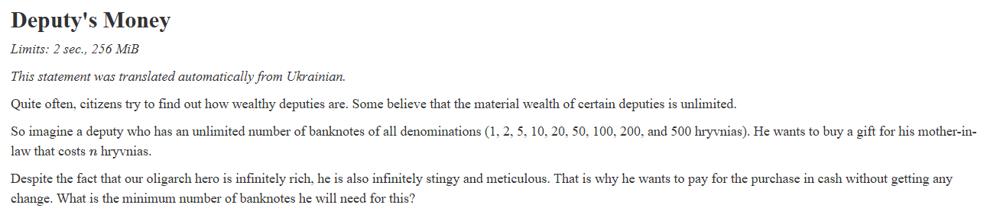 Deputy's Money
Limits: 2 sec., 256 MiB
This statement was translated automatically from Ukrainian.
Quite often, citizens try to find out how wealthy deputies are. Some believe that the material wealth of certain deputies is unlimited.
So imagine a deputy who has an unlimited number of banknotes of all denominations (1, 2, 5, 10, 20, 50, 100, 200, and 500 hryvnias). He wants to buy a gift for his mother-in-
law that costs n hryvnias.
Despite the fact that our oligarch hero is infinitely rich, he is also infinitely stingy and meticulous. That is why he wants to pay for the purchase in cash without getting any
change. What is the minimum number of banknotes he will need for this?